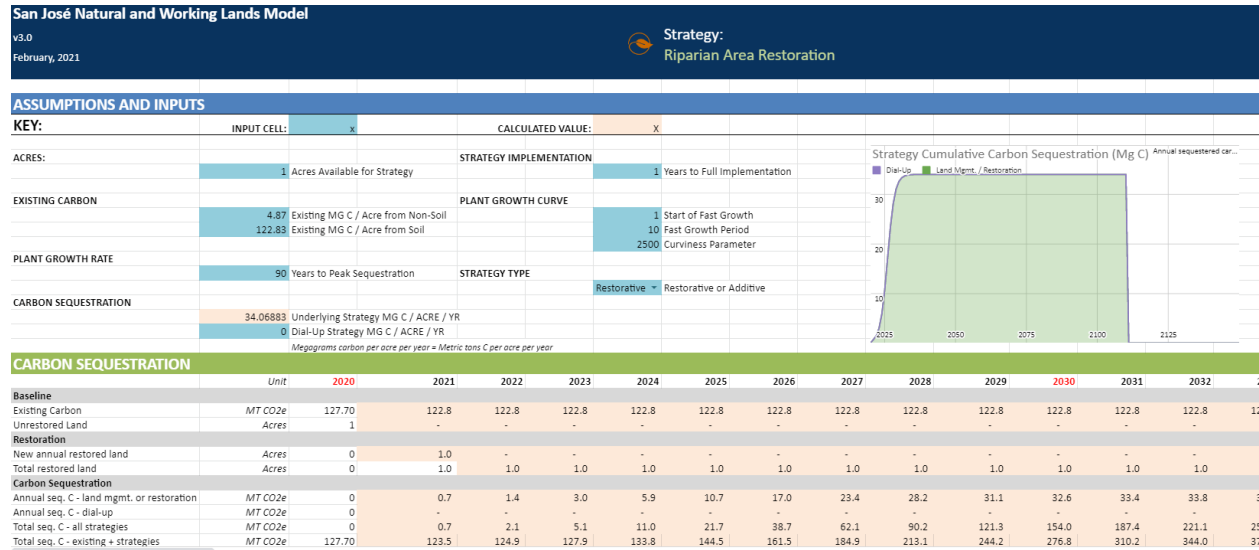 San José Natural and Working Lands Model
v3.0
February, 2021
Strategy:
Riparian Area Restoration
ASSUMPTIONS AND INPUTS
KEY: INPUT CELL: x CALCULATED VALUE: X
ACRES: STRATEGY IMPLEMENTATION
1 Acres Available for Strategy 1 Years to Full Implementation
EXISTING CARBON PLANT GROWTH CURVE
4.87 Existing MG C / Acre from Non-Soil 1 Start of Fast Growth
122.83 Existing MG C / Acre from Soil 10 Fast Growth Period
2500 Curviness Parameter
PLANT GROWTH RATE
90 Years to Peak Sequestration STRATEGY TYPE
Restorative Restorative or Additive
CARBON SEQUESTRATION
34.06883 Underlying Strategy MG C / ACRE / YR
0 Dial-Up Strategy MG C / ACRE / YR
Megagrams carbon per acre per year = Metric tons C per acre per year
Strategy Cumulative Carbon Sequestration (Mg C) Annual sequestered car...
Dial-Up Land Mgmt. / Restoration
30
20
10
2025 2050 2075 2100 2125
CARBON SEQUESTRATION
Unit 2020 2021 2022 2023 2024 2025 2026 2027 2028 2029 2030 2031 2032
Baseline
Existing Carbon MT CO2e 127.70 122.8 122.8 122.8 122.8 122.8 122.8 122.8 122.8 122.8 122.8 122.8 122.8
Unrestored Land Acres 1 - - - - - - - - - - - -
Restoration
New annual restored land Acres 0 1.0 - - - - - - - - - - -
Total restored land Acres 0 1.0 1.0 1.0 1.0 1.0 1.0 1.0 1.0 1.0 1.0 1.0 1.0
Carbon Sequestration
Annual seq. C - land mgmt. or restoration MT CO2e 0 0.7 1.4 3.0 5.9 10.7 17.0 23.4 28.2 31.1 32.6 33.4 33.8
Annual seq. C - dial-up MT CO2e 0 - - - - - - - - - - - -
Total seq. C - all strategies MT CO2e 0 0.7 2.1 5.1 11.0 21.7 38.7 62.1 90.2 121.3 154.0 187.4 221.1
Total seq. C - existing + strategies MT CO2e 127.70 123.5 124.9 127.9 133.8 144.5 161.5 184.9 213.1 244.2 276.8 310.2 344.0